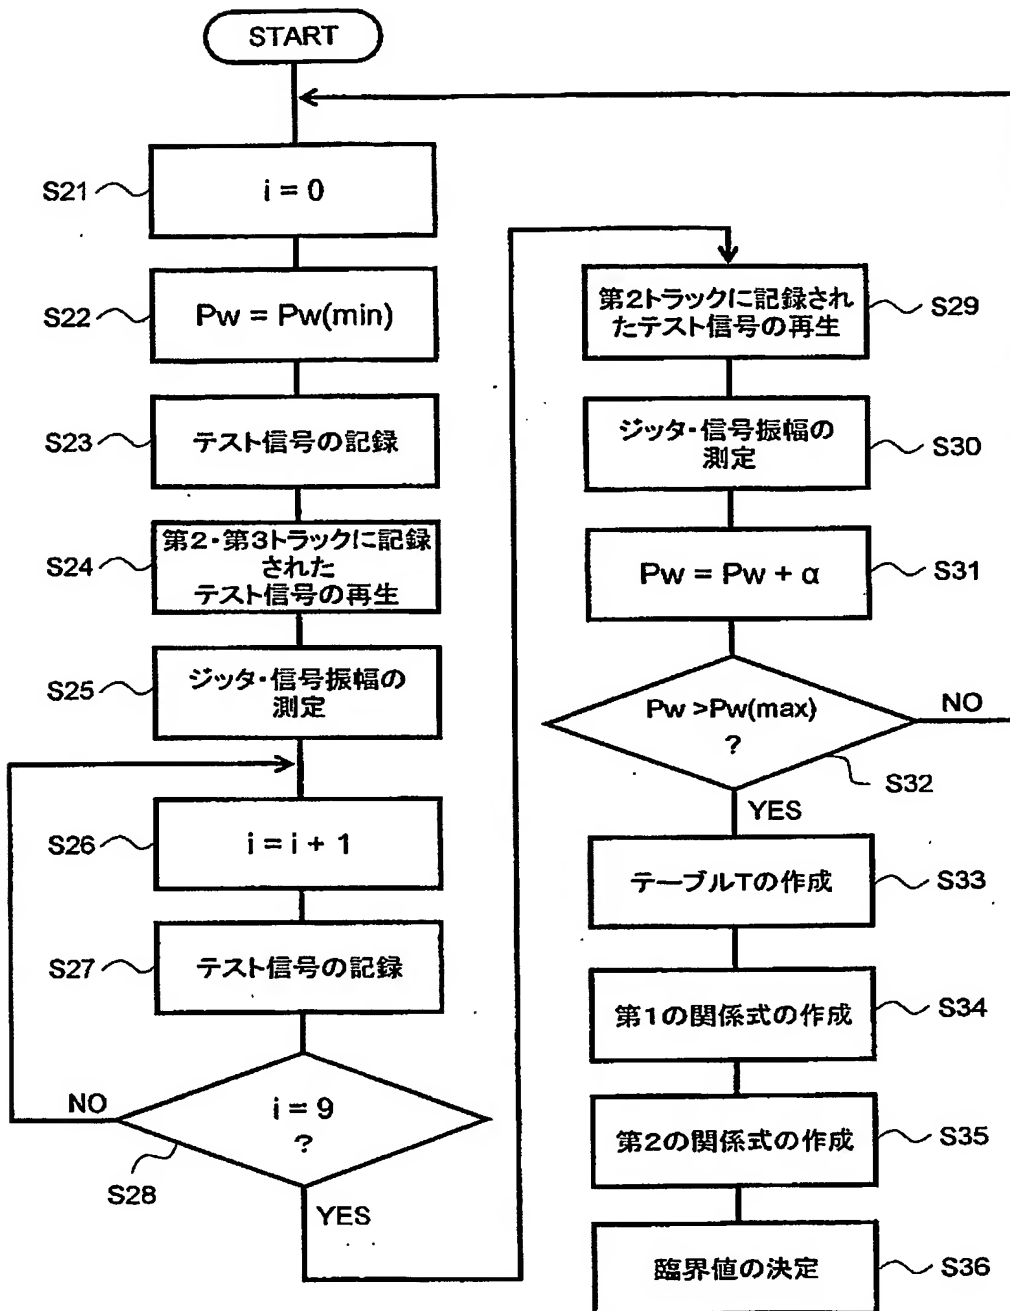 START
S21
i = 0
S22
Pw = Pw(min)
S23
テスト信号の記録
S24
第2・第3トラックに記録
された
テスト信号の再生
S25
ジッタ・信号振幅の
測定
S26
i = i + 1
S27
テスト信号の記録
NO
i = 9
?
S28
YES
第2トラックに記録され
たテスト信号の再生
S29
ジッタ・信号振幅の
測定
S30
Pw = Pw + α
S31
Pw >Pw(max)
?
NO
S32
YES
テーブルTの作成
S33
第1の関係式の作成
S34
第2の関係式の作成
S35
臨界値の決定
S36